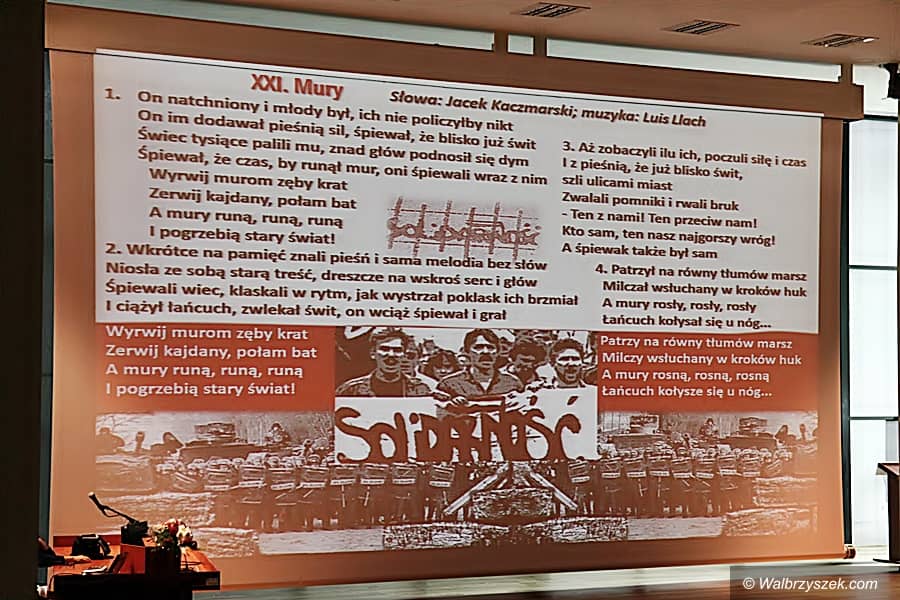 XXI. Mury
Słowa: Jacek Kaczmarski; muzyka: Luis Llach
1. On natchniony i młody był, ich nie policzyłby nikt
On im dodawał pieśnią sil, śpiewał, że blisko już świt
Świec tysiące palili mu, znad głów podnosił się dym
Śpiewał, że czas, by runął mur, oni śpiewali wraz z nim
Wyrwij murom zęby krat
Zerwij kajdany, połam bat
A mury runą, runą, runą
I pogrzebią stary świat!
solidarność
2. Wkrótce na pamięć znali pieśń i sama melodia bez słów
Niosła ze sobą starą treść, dreszcze na wskroś serc i głów
Śpiewali wiec, klaskali w rytm, jak wystrzał poklask ich brzmiał
I ciążył łańcuch, zwlekał świt, on wciąż śpiewał i grał
Wyrwij murom zęby krat
Zerwij kajdany, połam bat
A mury runą, runą, runą
I pogrzebią stary świat!
3. Aż zobaczyli ilu ich, poczuli siłę i czas
I z pieśnią, że już blisko świt,
szli ulicami miast
Zwalali pomniki i rwali bruk
- Ten z nami! Ten przeciw nam!
Kto sam, ten nasz najgorszy wróg!
A śpiewak także był sam
4. Patrzył na równy tłumów marsz
Milczał wsłuchany w kroków huk
A mury rosły, rosły, rosły
Łańcuch kołysał się u nóg...
Patrzy na równy tłumów marsz
Milczy wsłuchany w kroków huk
A mury rosną, rosną, rosną
Łańcuch kołysze się u nóg...
SOLIDARNOŚĆ
© Walbrzyszek.com